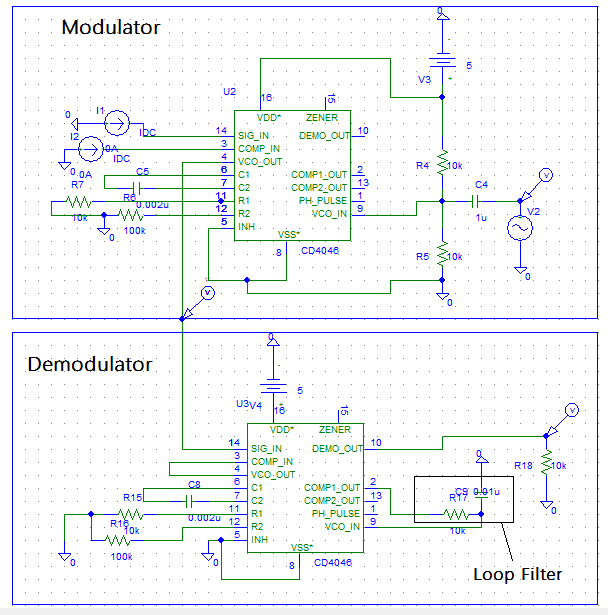 Modulator
0
5
V3
U2
16
15
VDD*
ZENER
0
I1
IDC
14
SIG_IN
DEMO_OUT
10
I2
0A
IDC
3
COMP_IN
4
VCO_OUT
0
.0A
C5
6
C1
COMP1_OUT
2
7
C2
COMP2_OUT
13
R7
R6
0.002u
11
R1
PH_PULSE
1
10k
12
R2
VCO_IN
9
100k
5
INH
0
VSS*
8
CD4046
R4
10k
C4
1u
V
V2
0
R5
10k
0
V
Demodulator
0
5
U3
V4
16
15
VDD*
ZENER
14
SIG_IN
DEMO_OUT
10
3
COMP_IN
4
VCO_OUT
V
R18
10k
0
C8
6
C1
COMP1_OUT
2
7
C2
COMP2_OUT
13
0.002u
R15
11
R1
PH_PULSE
1
R16
10k
12
R2
VCO_IN
9
100k
5
INH
0
0
VSS*
8
CD4046
0
C9
0.01u
R17
10k
Loop Filter